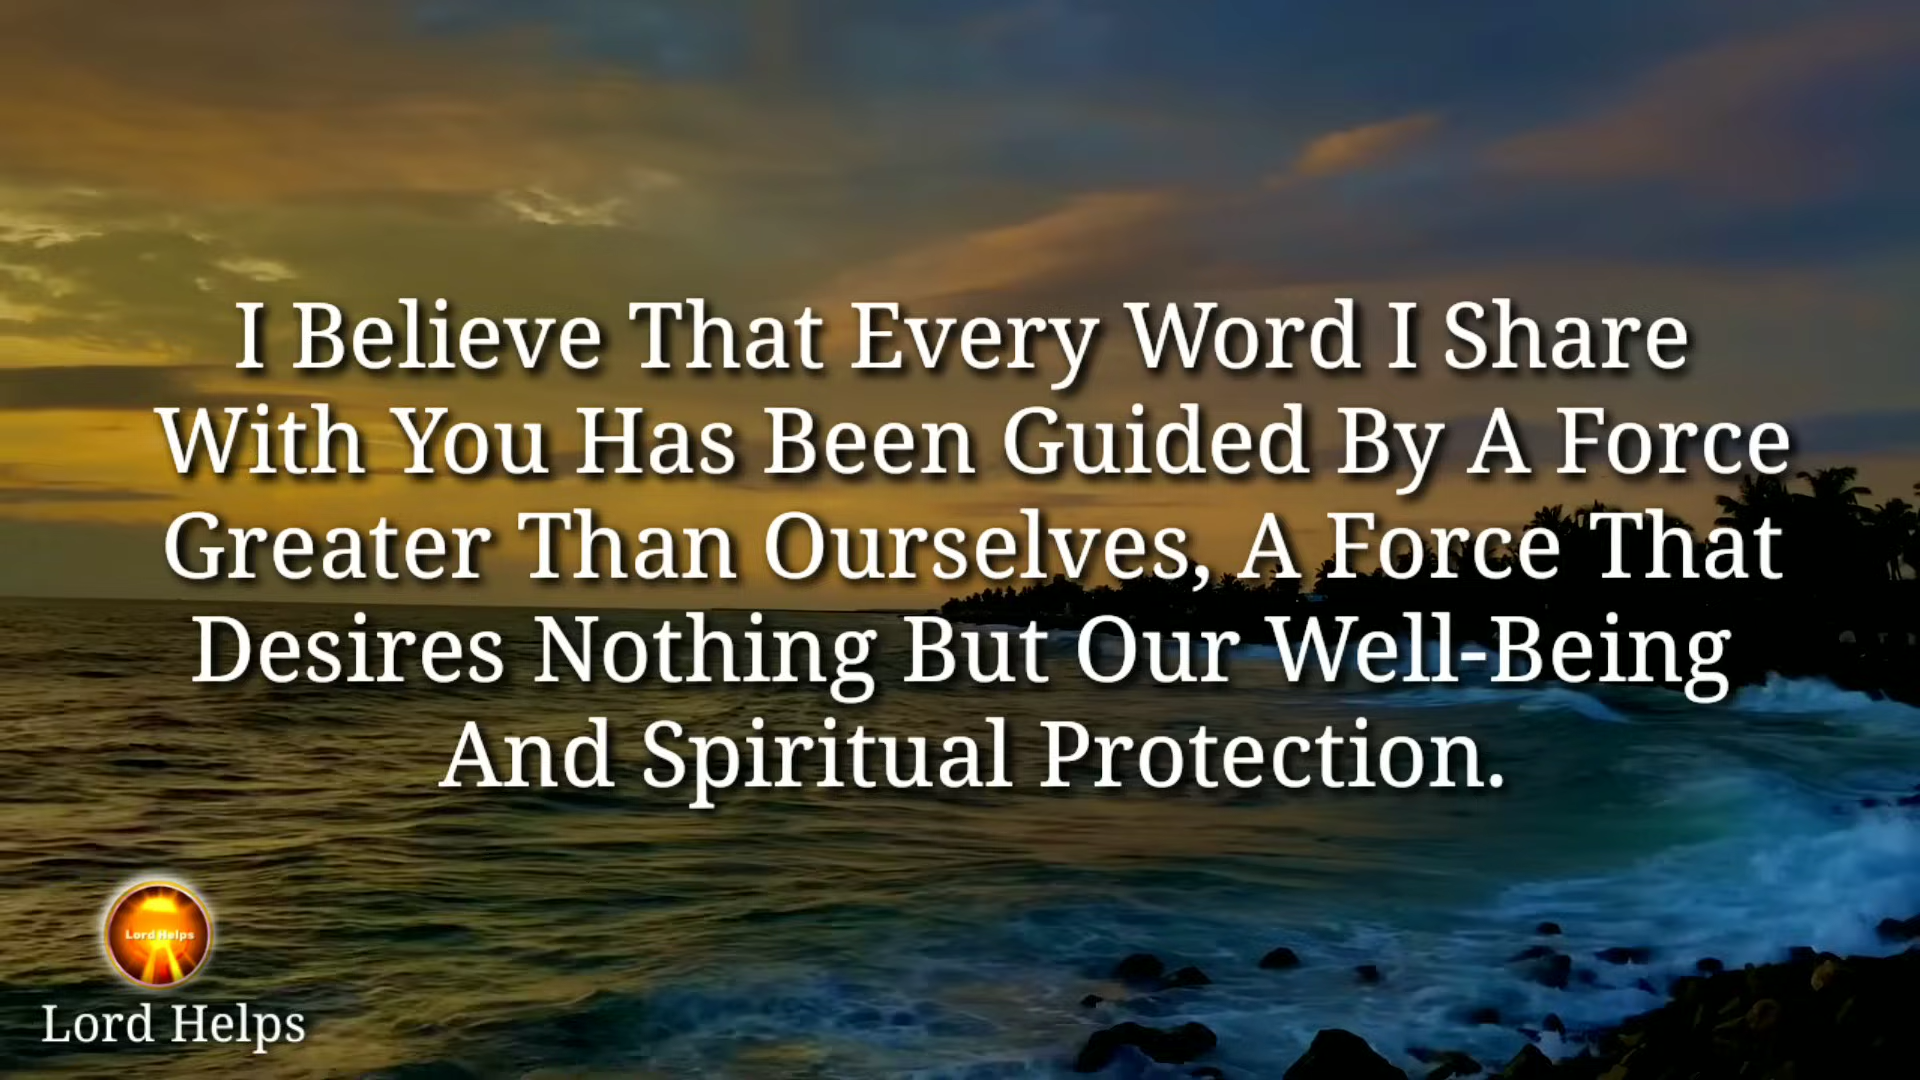 I Believe That Every Word I Share
With You Has Been Guided By A Force
Greater Than Ourselves, A Force That
Desires Nothing But Our Well-Being
And Spiritual Protection.
Lord Helps
Lord Helps